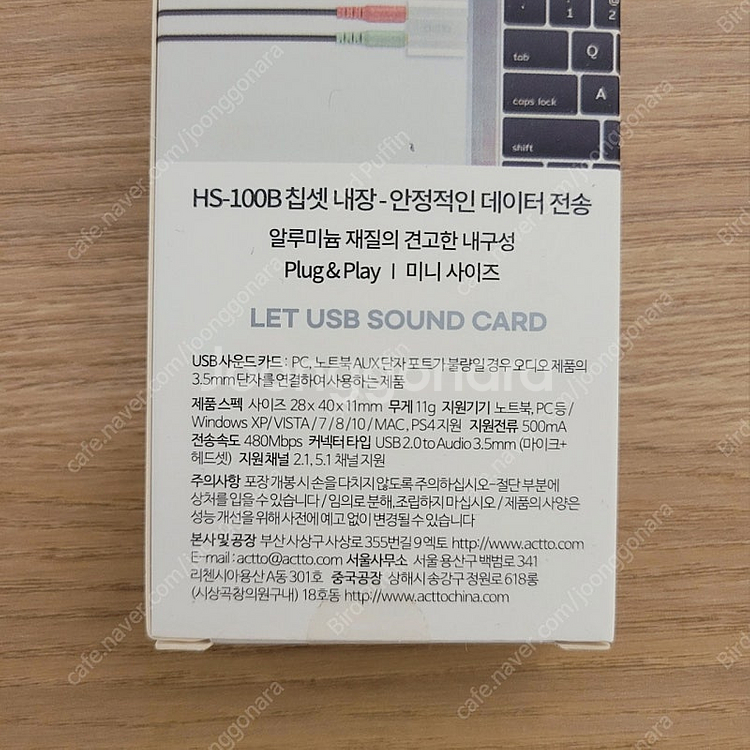 1
@
2
tab
Q
caps lock
A
shift
HS-100B 칩셋 내장 - 안정적인 데이터 전송
알루미늄 재질의 견고한 내구성
Plug & Play | 미니 사이즈
LET USB SOUND CARD
USB 사운드 카드 : PC, 노트북 AUX 단자 포트가 불량일 경우 오디오 제품의
3.5mm 단자를 연결하여 사용하는 제품
제품스펙 사이즈 28 x 40 x 11mm 무게 11g 지원기기 노트북, PC 등 /
Windows XP/ VISTA / 7 / 8 / 10 / MAC, PS4 지원 지원전류 500mA
전송속도 480Mbps 커넥터 타입 USB 2.0 to Audio 3.5mm (마이크+
헤드셋) 지원 채널 2.1, 5.1 채널 지원
주의사항 포장 개봉 시 손을 다치지 않도록 주의하십시오-절단 부분에
상처를 입을 수 있습니다 / 임의로 분해, 조립하지 마십시오 / 제품의 사양은
성능 개선을 위해 사전에 예고 없이 변경될 수 있습니다
본사 및 공장 부산 사상구 사상로 355번길 9 엑토 http://www.actto.com
E-mail : actto@actto.com 서울사무소 서울 용산구 백범로 341
리첸시아용산 A동 301호 중국공장 상해시 송강구 정원로 618롱
(시상곡창의원구내) 18호동 http://www.acttochina.com
Joonggonara
cafe.naver.com/joonggonara
Bird and Puffin